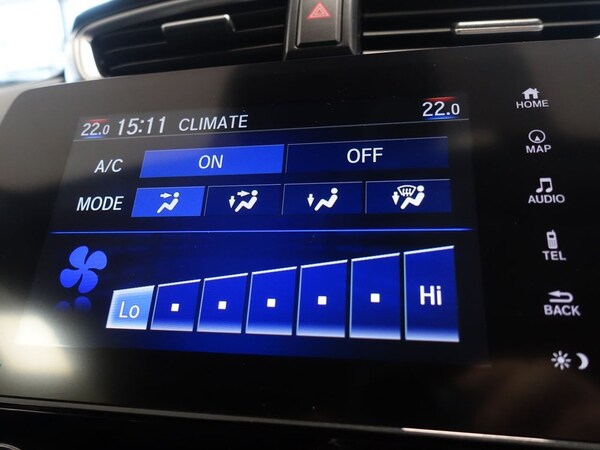 22.0 15:11 CLIMATE 22.0
A/C ON OFF
MODE
Lo Hi
HOME
MAP
AUDIO
TEL
BACK